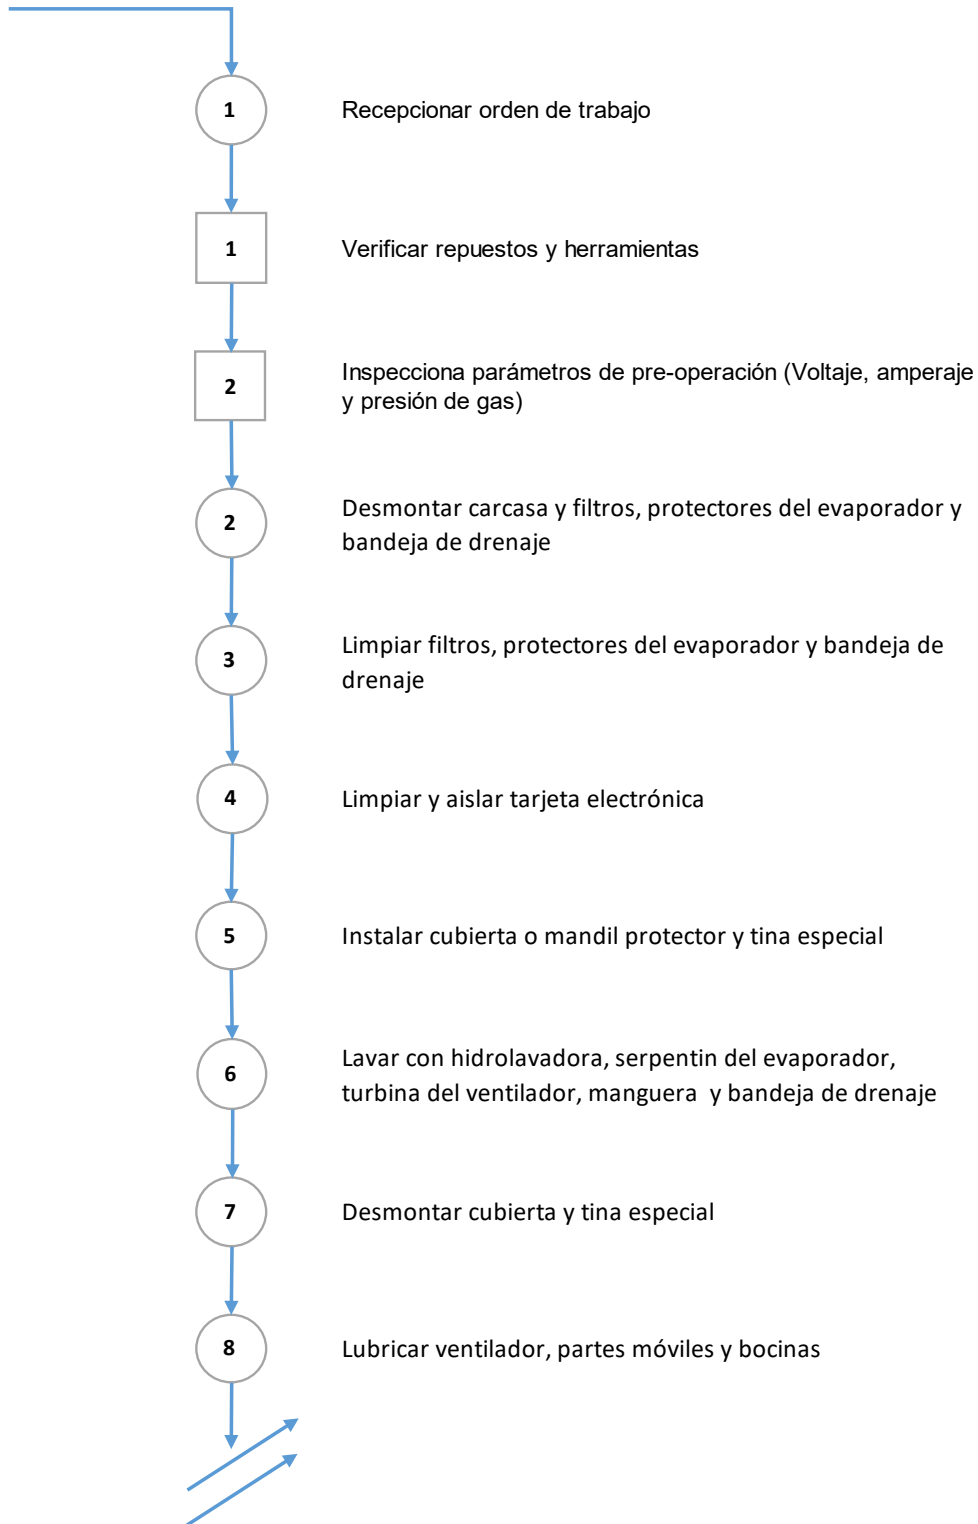 1 Recepcionar orden de trabajo
1 Verificar repuestos y herramientas
2 Inspecciona parámetros de pre-operación (Voltaje, amperaje
y presión de gas)
2 Desmontar carcasa y filtros, protectores del evaporador y
bandeja de drenaje
3 Limpiar filtros, protectores del evaporador y bandeja de
drenaje
4 Limpiar y aislar tarjeta electrónica
5 Instalar cubierta o mandil protector y tina especial
6 Lavar con hidrolavadora, serpentin del evaporador,
turbina del ventilador, manguera y bandeja de drenaje
7 Desmontar cubierta y tina especial
8 Lubricar ventilador, partes móviles y bocinas